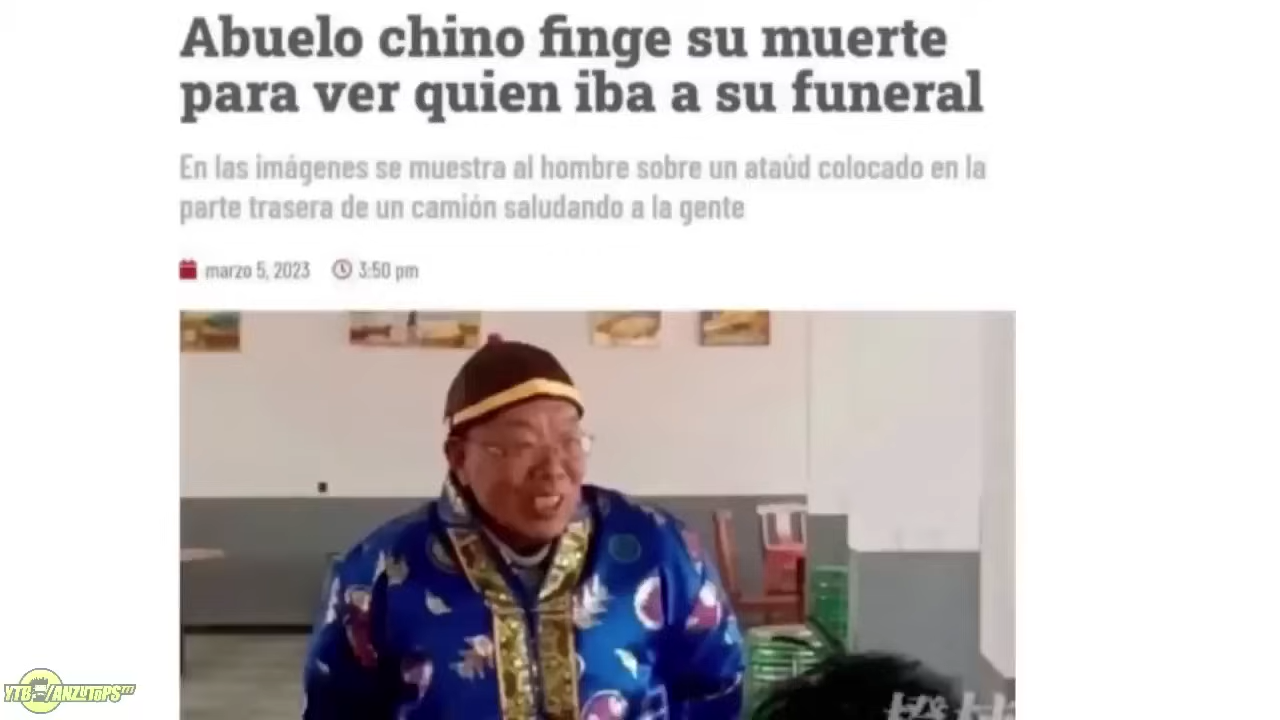 Abuelo chino finge su muerte
para ver quien iba a su funeral
En las imágenes se muestra al hombre sobre un ataúd colocado en la
parte trasera de un camión saludando a la gente
marzo 5, 2023 3:50 pm